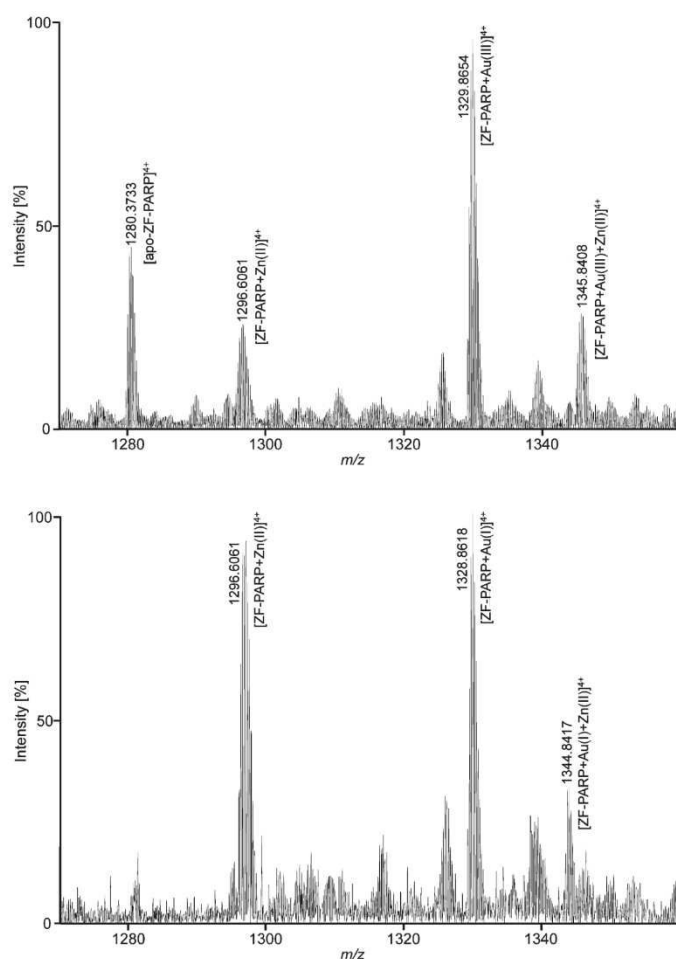 100
50
0
Intensity [%]
1280.3733
[apo-ZF-PARP]⁴⁺
1296.6061
[ZF-PARP+Zn(II)]⁴⁺
1329.8654
[ZF-PARP+Au(III)]⁴⁺
1345.8408
[ZF-PARP+Au(III)+Zn(II)]⁴⁺
1280 1300 1320 1340
m/z
100
50
0
Intensity [%]
1296.6061
[ZF-PARP+Zn(II)]⁴⁺
1328.8618
[ZF-PARP+Au(I)]⁴⁺
1344.8417
[ZF-PARP+Au(I)+Zn(II)]⁴⁺
1280 1300 1320 1340
m/z